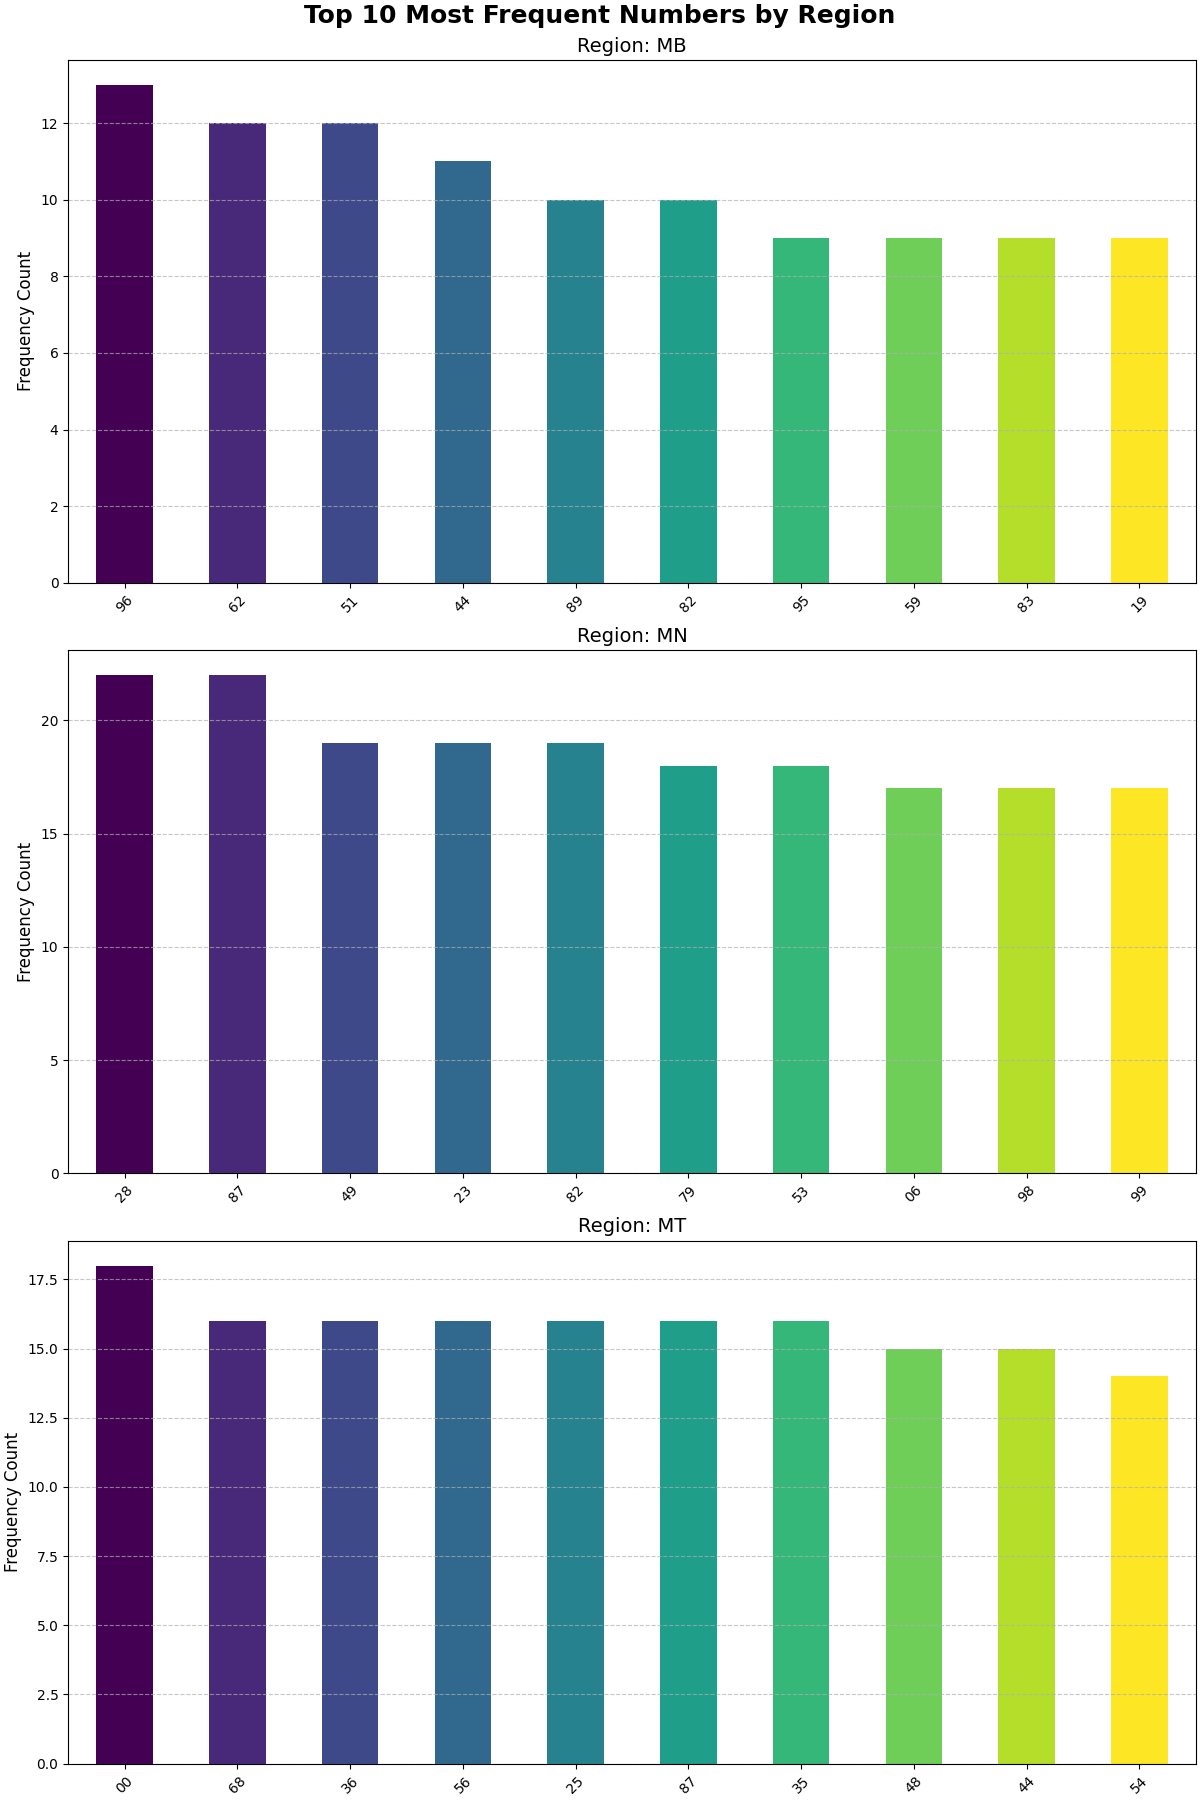 Top 10 Most Frequent Numbers by Region
Region: MB
Frequency Count
12
10
8
6
4
2
0
96 62 51 44 89 82 95 59 83 19
Region: MN
Frequency Count
20
15
10
5
0
28 87 49 23 82 79 53 06 98 99
Region: MT
Frequency Count
17.5
15.0
12.5
10.0
7.5
5.0
2.5
0.0
00 68 36 56 25 87 35 48 44 54